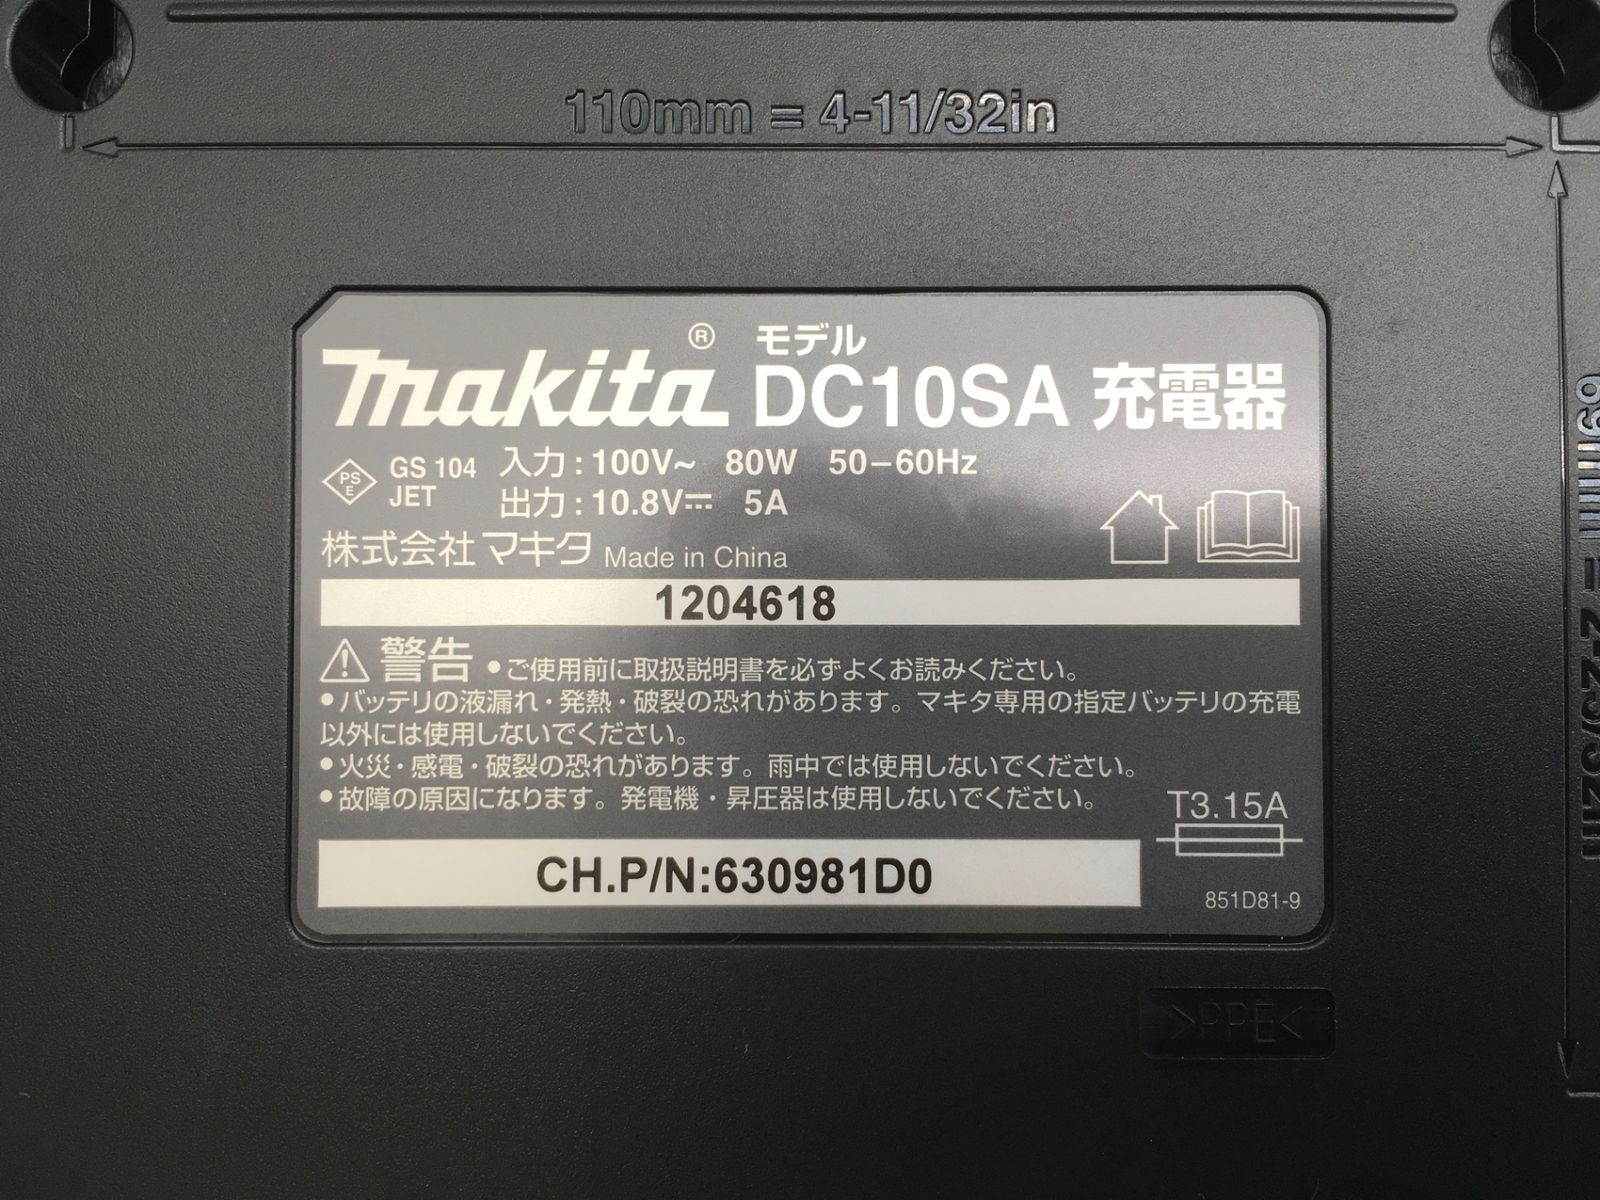 110mm = 4-11/32in
makita® モデル
DC10SA 充電器
PSE GS 104 JET
入力：100V~ 80W 50–60Hz
出力：10.8V⎓ 5A
株式会社マキタ Made in China
1204618
⚠警告 ●ご使用前に取扱説明書を必ずよくお読みください。
●バッテリの液漏れ・発熱・破裂の恐れがあります。マキタ専用の指定バッテリの充電
以外には使用しないでください。
●火災・感電・破裂の恐れがあります。雨中では使用しないでください。
●故障の原因になります。発電機・昇圧器は使用しないでください。
T3.15A
CH.P/N:630981D0
851D81-9
>PPE<
69mm = 2-23/32in